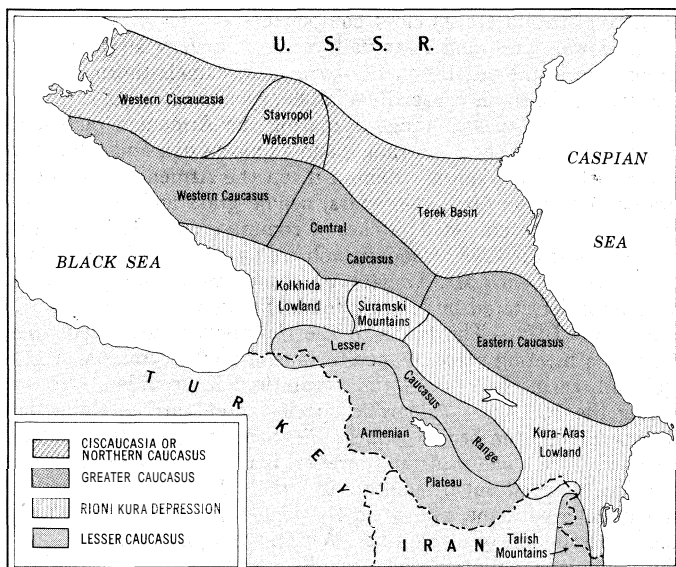 U. S. S. R.
Western Ciscaucasia
Stavropol
Watershed
CASPIAN
SEA
Western Caucasus
Terek Basin
Central
Caucasus
BLACK SEA
Kolkhida
Lowland
Suramski
Mountains
Eastern Caucasus
Lesser
Caucasus
Range
TURKEY
Armenian
Plateau
Kura-Aras
Lowland
IRAN
Talish
Mountains
CISCAUCASIA OR
NORTHERN CAUCASUS
GREATER CAUCASUS
RIONI KURA DEPRESSION
LESSER CAUCASUS